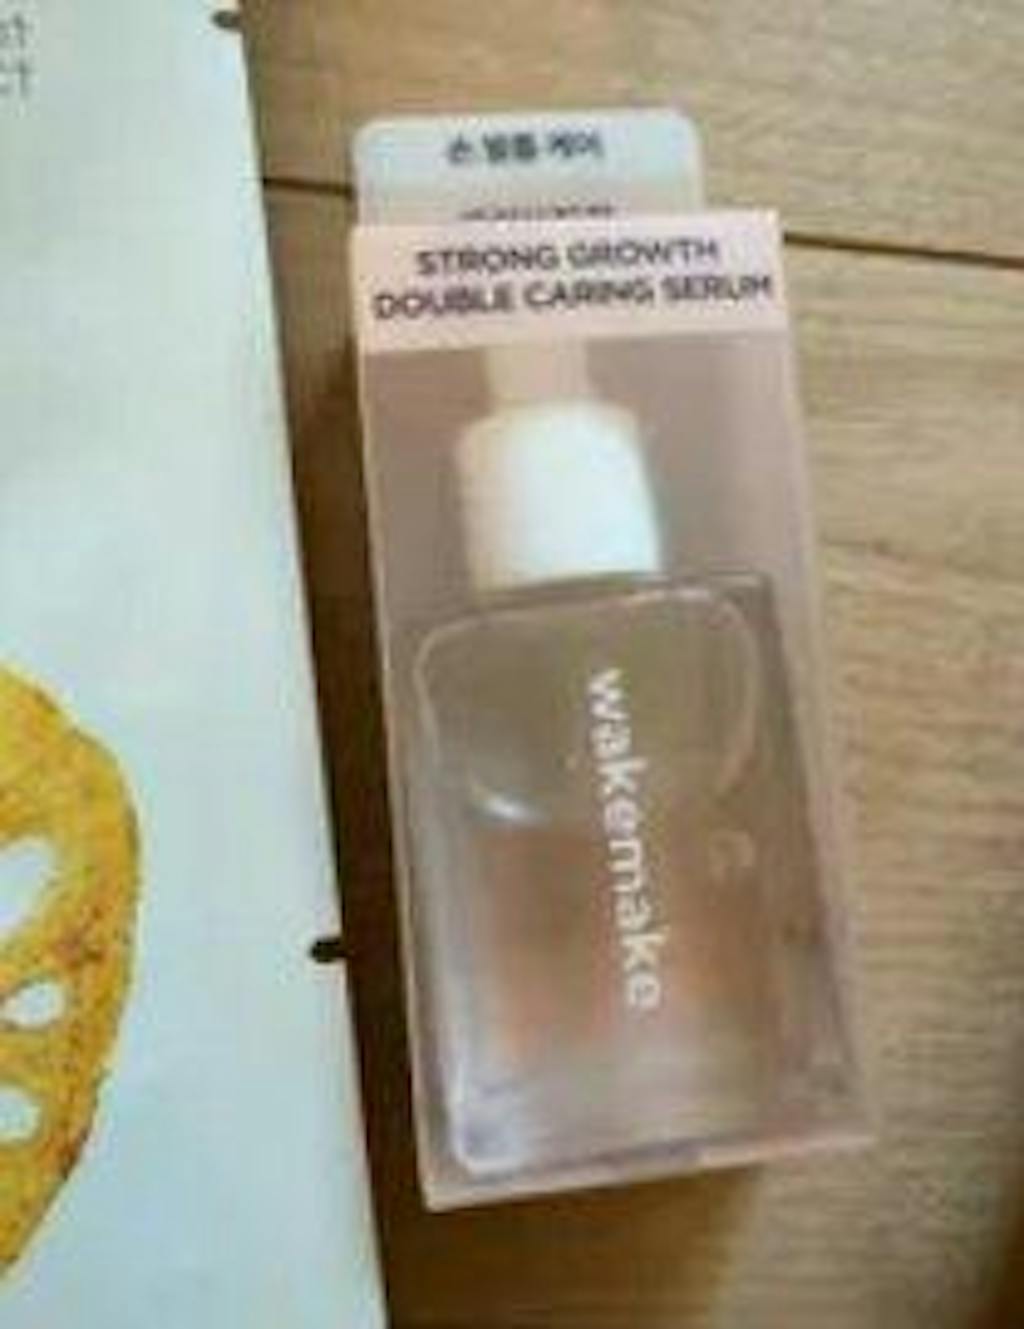 손 발톱 케어
STRONG GROWTH
DOUBLE CARING SERUM
wakemake